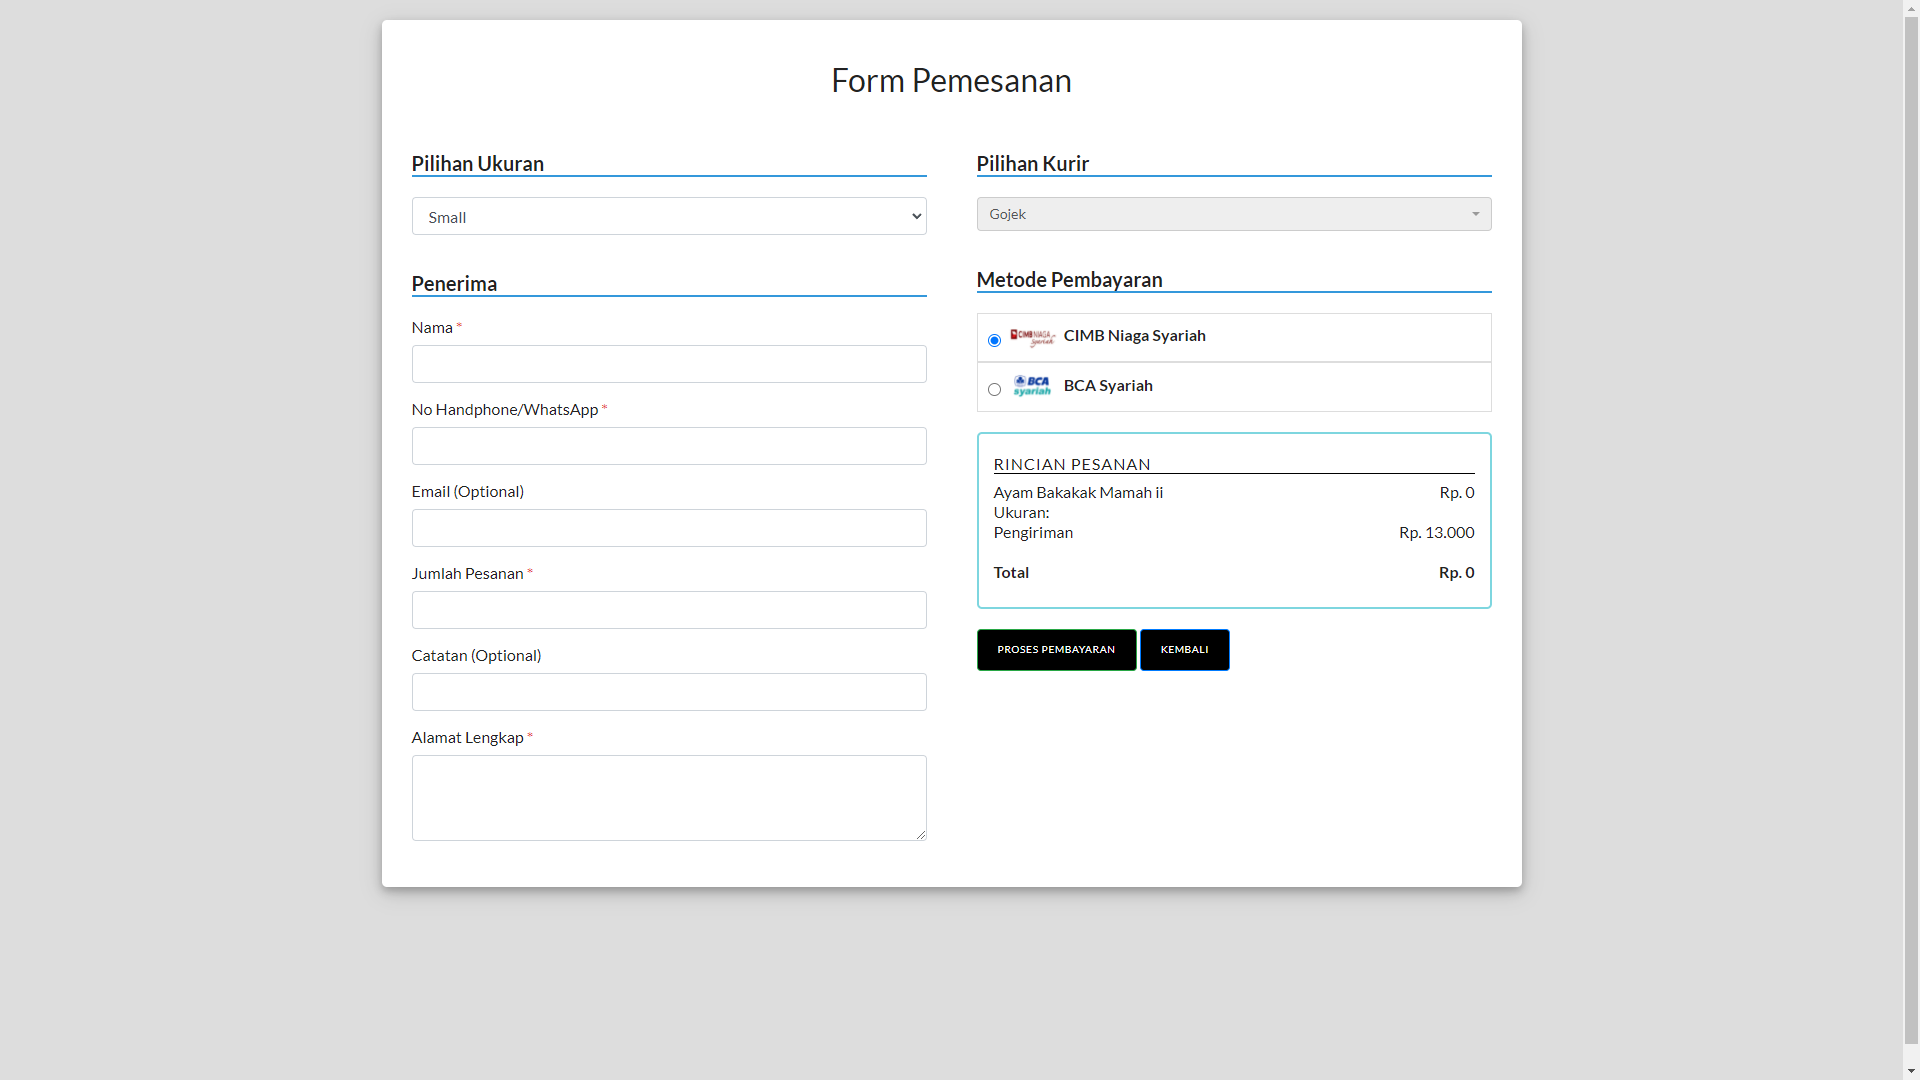 Form Pemesanan
Pilihan Ukuran
Small
Penerima
Nama *
No Handphone/WhatsApp *
Email (Optional)
Jumlah Pesanan *
Catatan (Optional)
Alamat Lengkap *
Pilihan Kurir
Gojek
Metode Pembayaran
CIMB NIAGA Syariah CIMB Niaga Syariah
BCA syariah BCA Syariah
RINCIAN PESANAN
Ayam Bakakak Mamah ii Rp. 0
Ukuran:
Pengiriman Rp. 13.000
Total Rp. 0
PROSES PEMBAYARAN KEMBALI